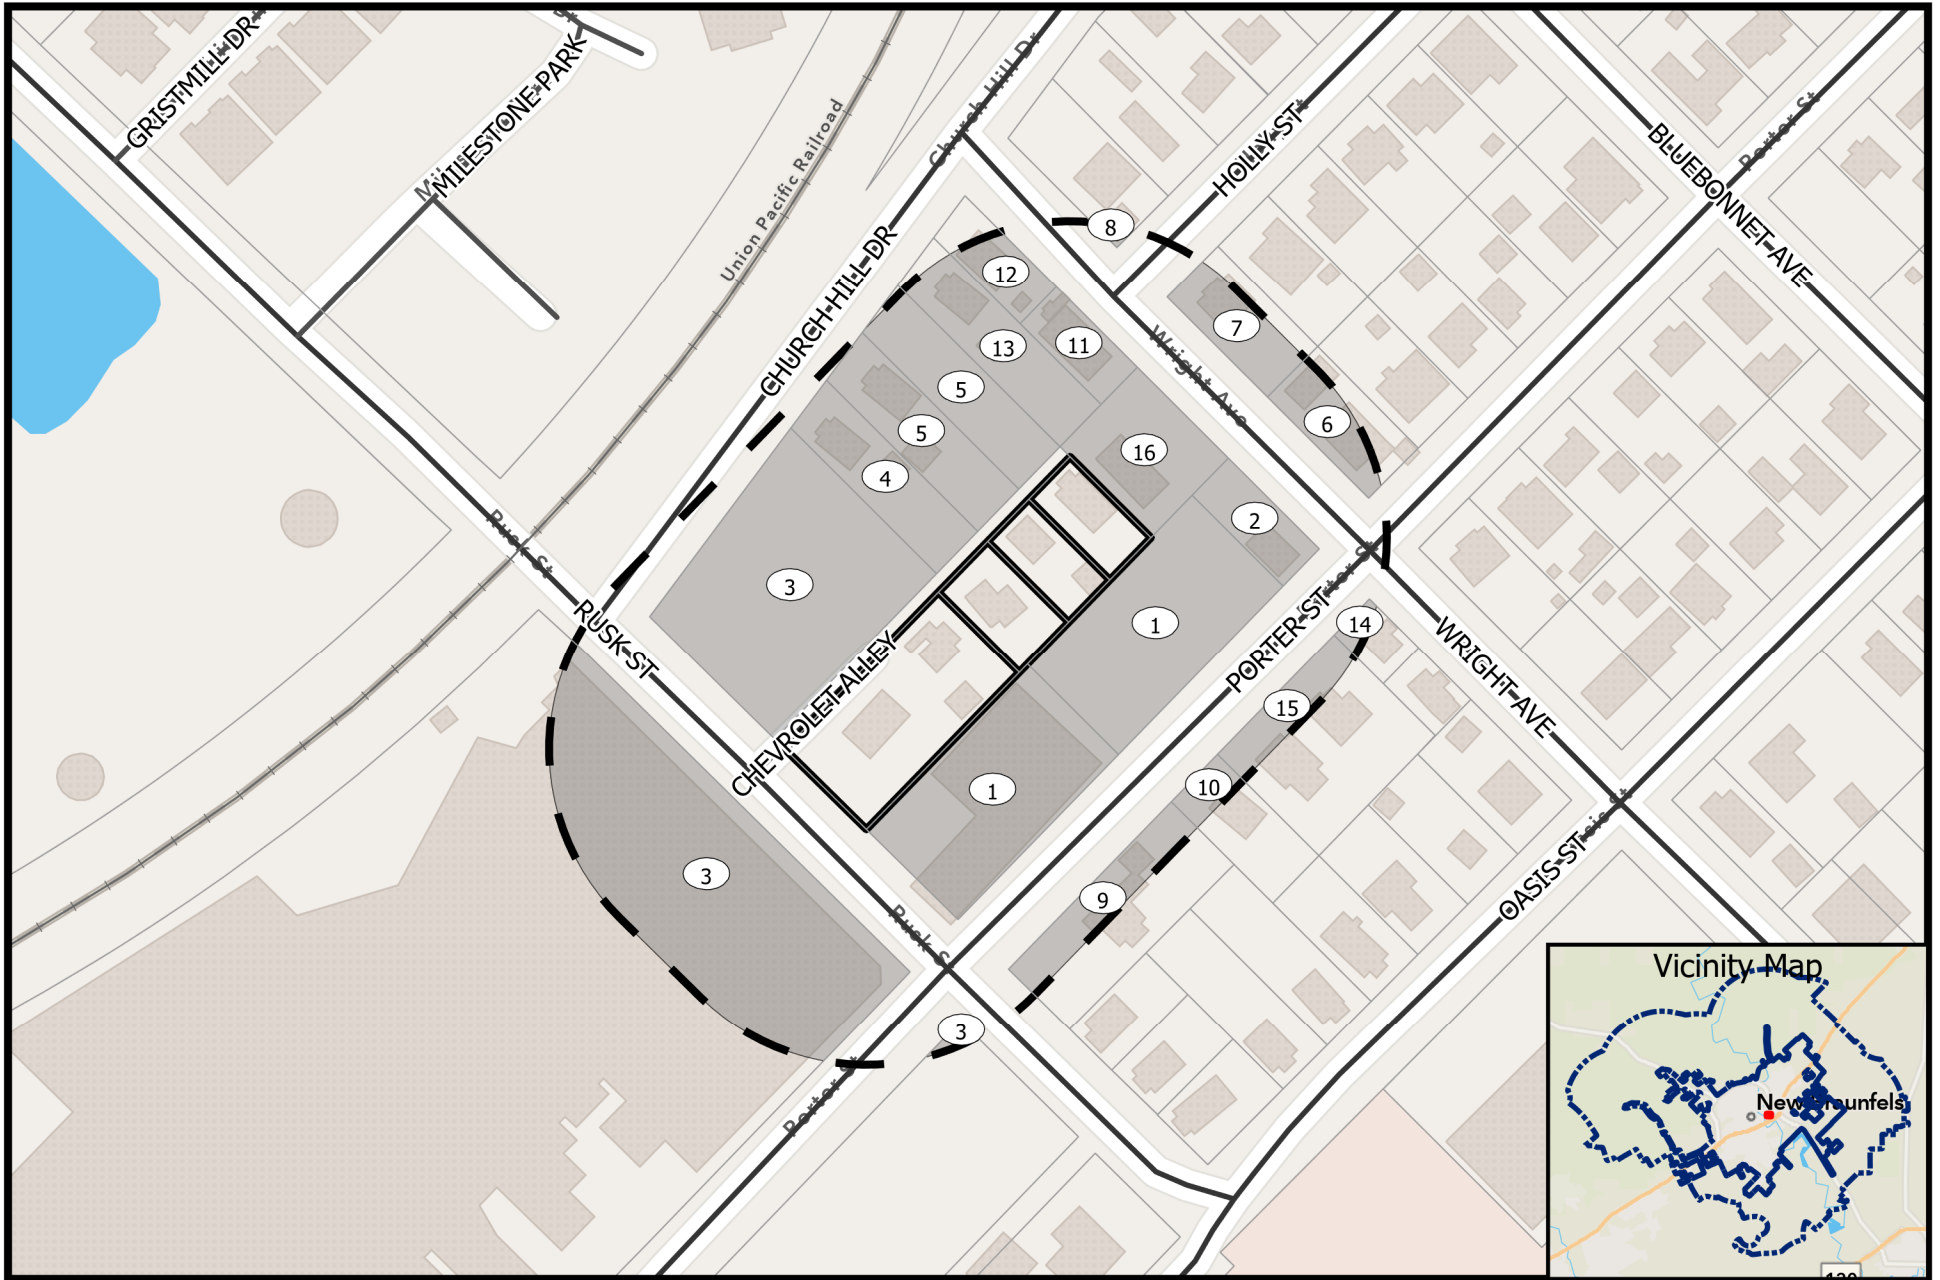 GRISTMILL DR
MILESTONE PARK
Union Pacific Railroad
Church Hill Dr
CHURCH HILL DR
HOLLY ST
BLUEBONNET AVE
Porter St
8
12
7
13
11
Wright Ave
5
6
5
16
4
2
Rusk St
3
RUSK ST
1
14
PORTER ST
WRIGHT AVE
CHEVROLET ALLEY
15
1
10
OASIS ST
3
9
Rusk St
3
Porter St
Vicinity Map
New Braunfels